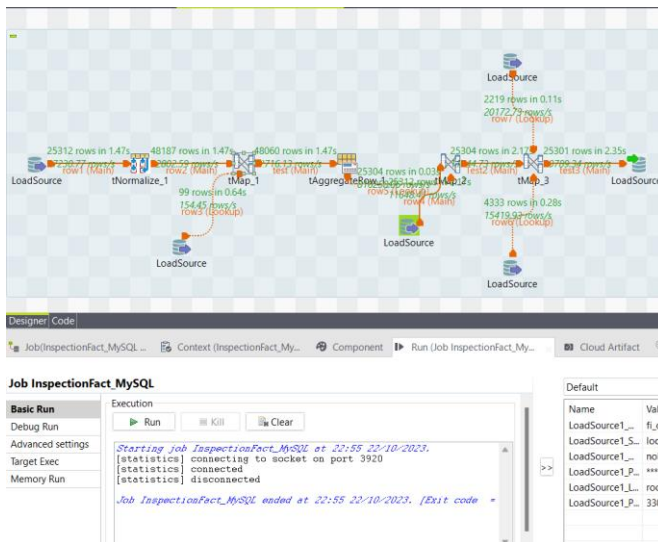 LoadSource
2219 rows in 0.11s
20172.73 rows/s
row7 (Lookup)
25312 rows in 1.47s
48187 rows in 1.47s
48060 rows in 1.47s
25304 rows in 0.03s
25304 rows in 2.17s
25301 rows in 2.35s
row1 (Main)
row2 (Main)
test (Main)
test2 (Main)
test3 (Main)
LoadSource
tNormalize_1
tMap_1
tAggregateRow_1
tMap_2
tMap_3
LoadSource
99 rows in 0.64s
154.45 rows/s
row3 (Lookup)
row4 (Main)
4333 rows in 0.28s
row6 (Lookup)
LoadSource
LoadSource
LoadSource
Designer Code
Job(InspectionFact_MySQL ... Context (InspectionFact_My... Component Run (Job InspectionFact_My... Cloud Artifact
Job InspectionFact_MySQL
Default
Basic Run
Debug Run
Advanced settings
Target Exec
Memory Run
Execution
Run Kill Clear
Starting job InspectionFact_MySQL at 22:55 22/10/2023.
[statistics] connecting to socket on port 3920
[statistics] connected
[statistics] disconnected
Job InspectionFact_MySQL ended at 22:55 22/10/2023. [Exit code =
>>
Name
LoadSource1_...
LoadSource1_S...
LoadSource1_...
LoadSource1_P... ***
LoadSource1_L...
LoadSource1_P...